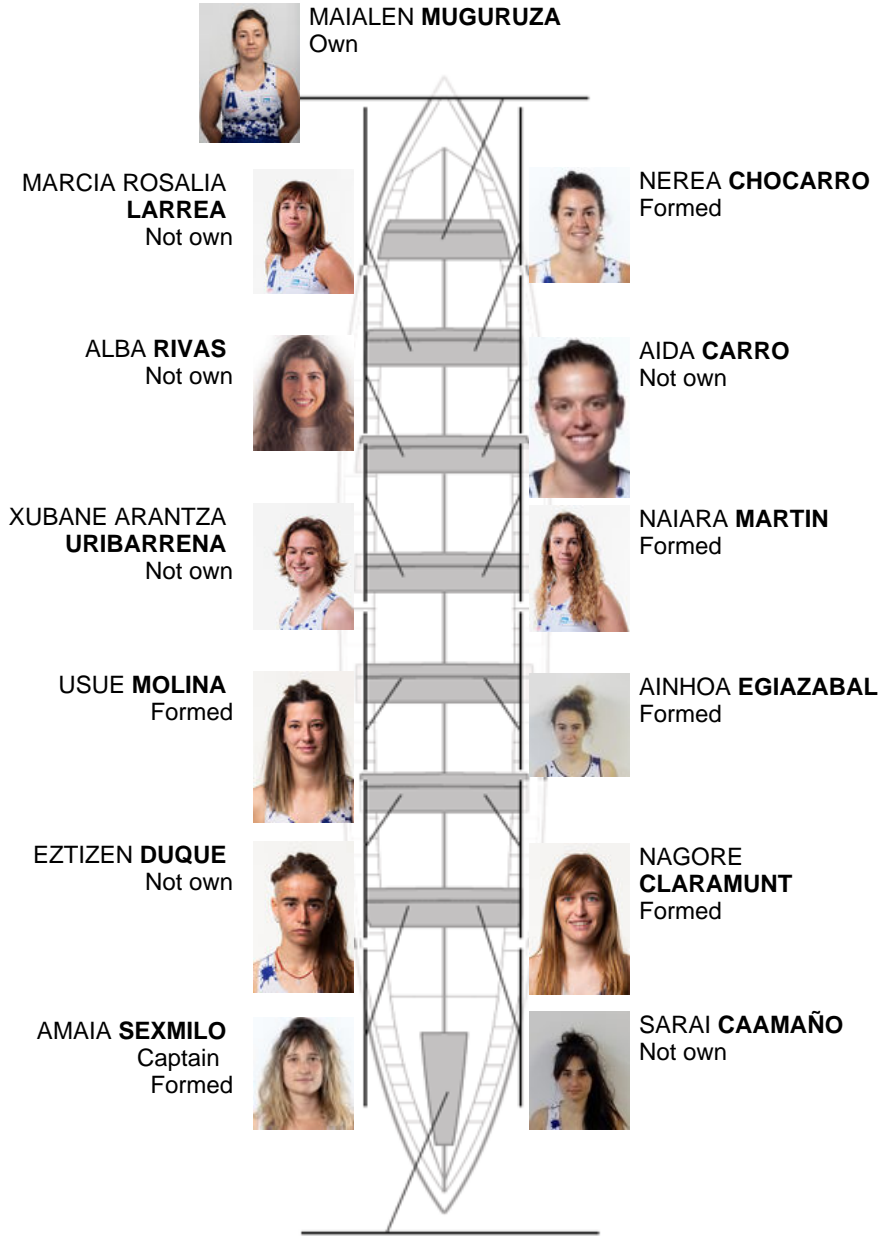 MAIALEN MUGURUZA
Own
MARCIA ROSALIA
LARREA
Not own
NEREA CHOCARRO
Formed
ALBA RIVAS
Not own
AIDA CARRO
Not own
XUBANE ARANTZA
URIBARRENA
Not own
NAIARA MARTIN
Formed
USUE MOLINA
Formed
AINHOA EGIAZABAL
Formed
EZTIZEN DUQUE
Not own
NAGORE
CLARAMUNT
Formed
AMAIA SEXMILO
Captain
Formed
SARAI CAAMAÑO
Not own